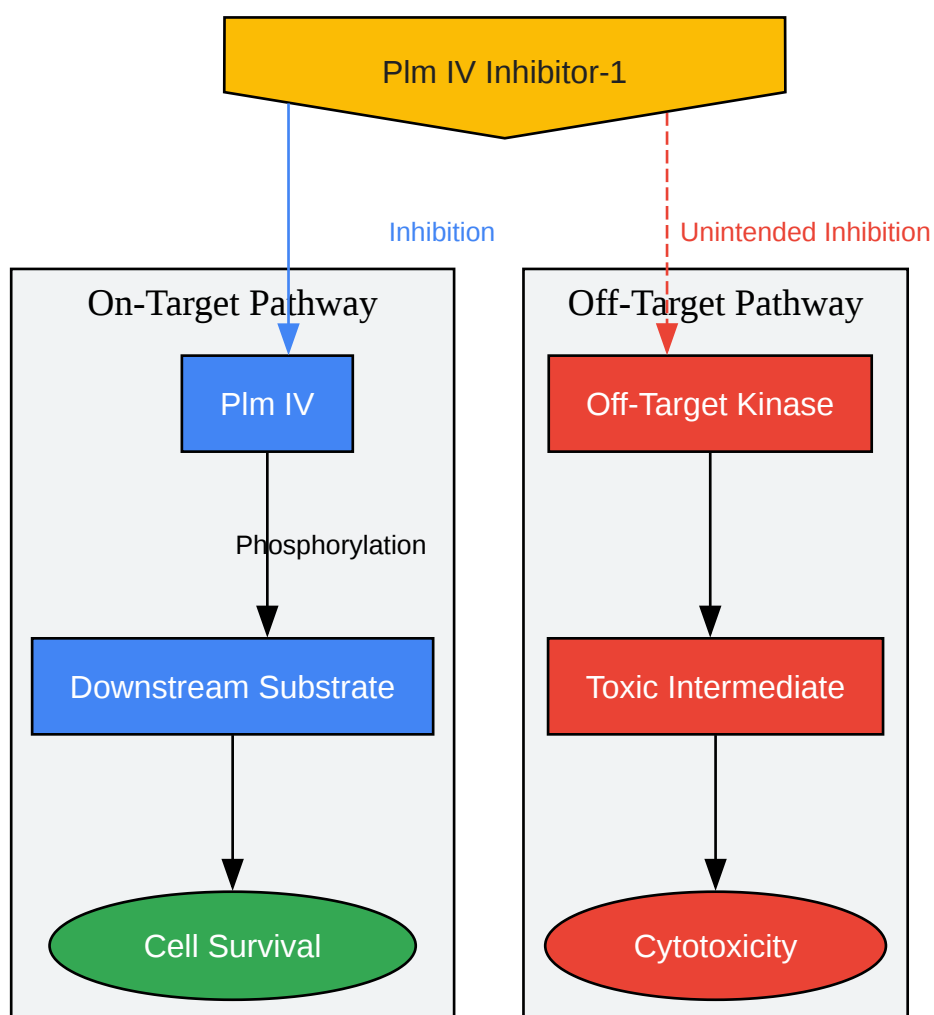 Plm IV Inhibitor-1
Inhibition
Unintended Inhibition
On-Target Pathway
Off-Target Pathway
Plm IV
Off-Target Kinase
Phosphorylation
Downstream Substrate
Toxic Intermediate
Cell Survival
Cytotoxicity